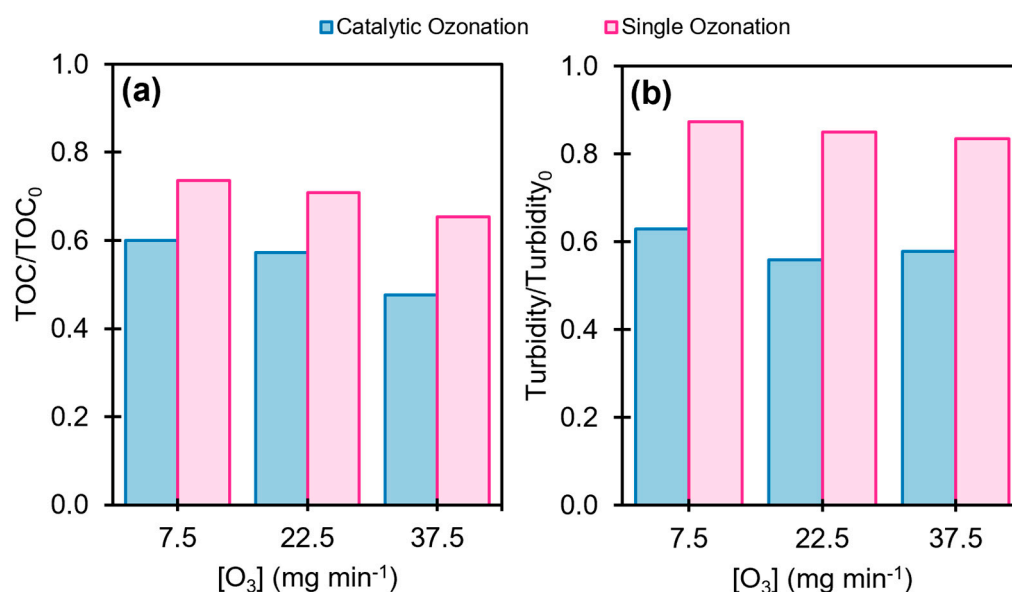 Catalytic Ozonation Single Ozonation
(a)
TOC/TOC₀
1.0
0.8
0.6
0.4
0.2
0.0
7.5 22.5 37.5
[O₃] (mg min⁻¹)
(b)
Turbidity/Turbidity₀
1.0
0.8
0.6
0.4
0.2
0.0
7.5 22.5 37.5
[O₃] (mg min⁻¹)